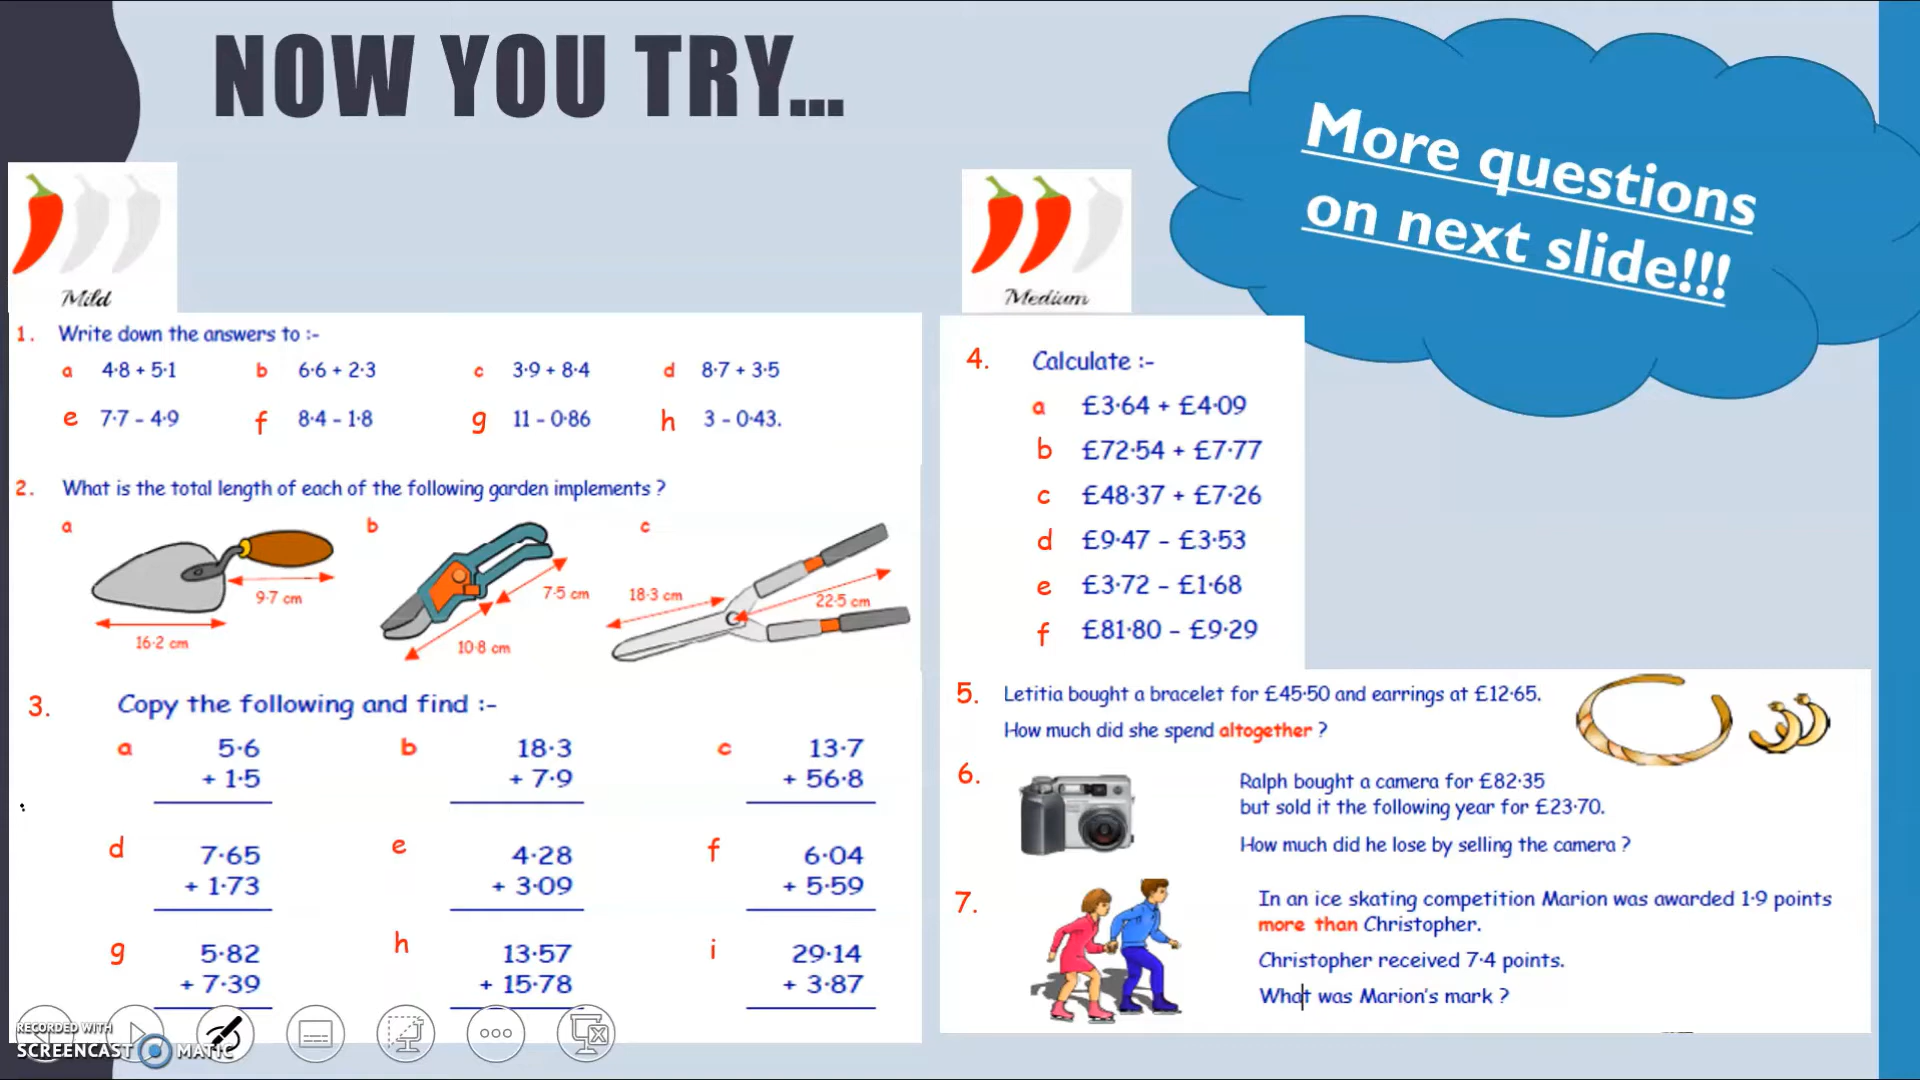 NOW YOU TRY...
More questions
on next slide!!!
Mild
1. Write down the answers to :-
a 4·8 + 5·1 b 6·6 + 2·3 c 3·9 + 8·4 d 8·7 + 3·5
e 7·7 – 4·9 f 8·4 – 1·8 g 11 – 0·86 h 3 – 0·43.
2. What is the total length of each of the following garden implements ?
a b c
9·7 cm
16·2 cm
7·5 cm
10·8 cm
18·3 cm
22·5 cm
3. Copy the following and find :-
a 5·6 b 18·3 c 13·7
+ 1·5 + 7·9 + 56·8
d 7·65 e 4·28 f 6·04
+ 1·73 + 3·09 + 5·59
g 5·82 h 13·57 i 29·14
+ 7·39 + 15·78 + 3·87
Medium
4. Calculate :-
a £3·64 + £4·09
b £72·54 + £7·77
c £48·37 + £7·26
d £9·47 – £3·53
e £3·72 – £1·68
f £81·80 – £9·29
5. Letitia bought a bracelet for £45·50 and earrings at £12·65.
How much did she spend altogether ?
6. Ralph bought a camera for £82·35
but sold it the following year for £23·70.
How much did he lose by selling the camera ?
7. In an ice skating competition Marion was awarded 1·9 points
more than Christopher.
Christopher received 7·4 points.
What was Marion's mark ?
RECORDED WITH
SCREENCAST MATIC